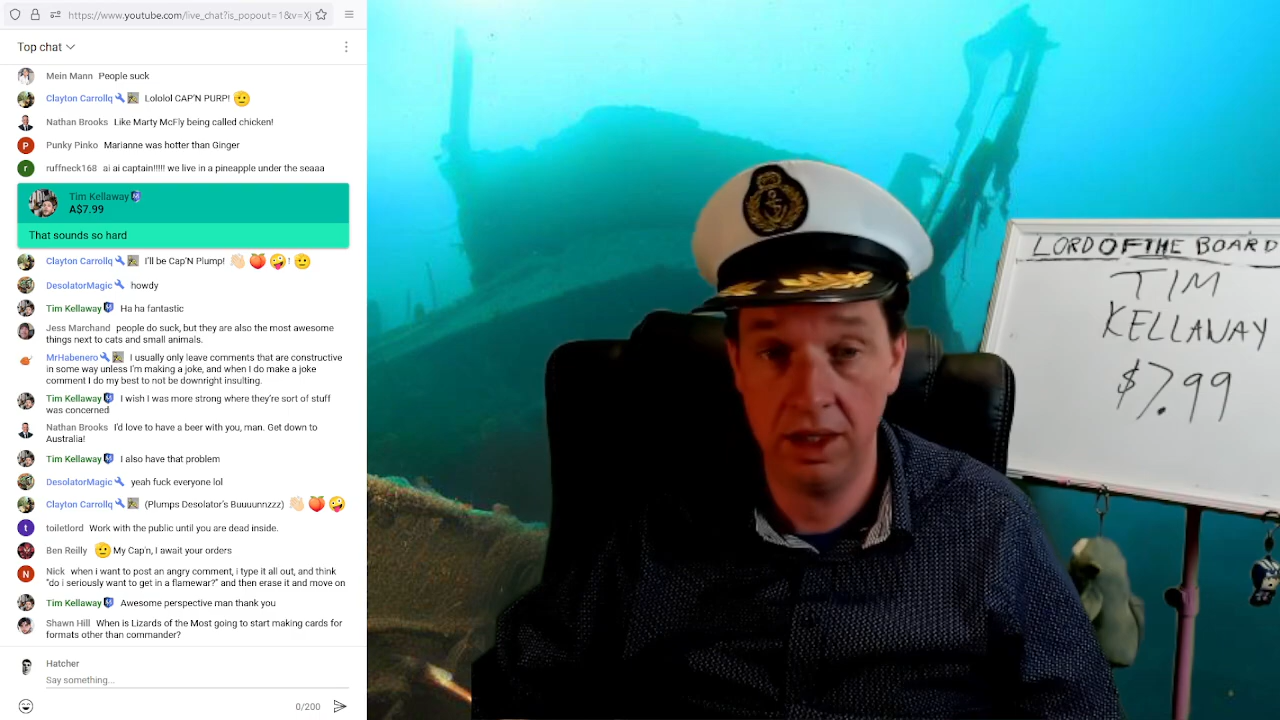 https://www.youtube.com/live_chat?is_popout=1&v=Xj
Top chat
Mein Mann People suck
Clayton Carrollq Lololol CAP'N PURP!
Nathan Brooks Like Marty McFly being called chicken!
P Punky Pinko Marianne was hotter than Ginger
r ruffneck168 ai ai captain!!!!! we live in a pineapple under the seaaa
Tim Kellaway
A$7.99
That sounds so hard
Clayton Carrollq I'll be Cap'N Plump! !
DesolatorMagic howdy
Tim Kellaway Ha ha fantastic
Jess Marchand people do suck, but they are also the most awesome
things next to cats and small animals.
MrHabenero I usually only leave comments that are constructive
in some way unless I'm making a joke, and when I do make a joke
comment I do my best to not be downright insulting.
Tim Kellaway I wish I was more strong where they're sort of stuff
was concerned
Nathan Brooks I'd love to have a beer with you, man. Get down to
Australia!
Tim Kellaway I also have that problem
DesolatorMagic yeah fuck everyone lol
Clayton Carrollq (Plumps Desolator's Buuuunnzzz)
t toiletlord Work with the public until you are dead inside.
Ben Reilly My Cap'n, I await your orders
N Nick when i want to post an angry comment, i type it all out, and think
"do i seriously want to get in a flamewar?" and then erase it and move on
Tim Kellaway Awesome perspective man thank you
Shawn Hill When is Lizards of the Most going to start making cards for
formats other than commander?
Hatcher
Say something...
0/200
LORD OF THE BOARD
TIM
KELLAWAY
$7.99